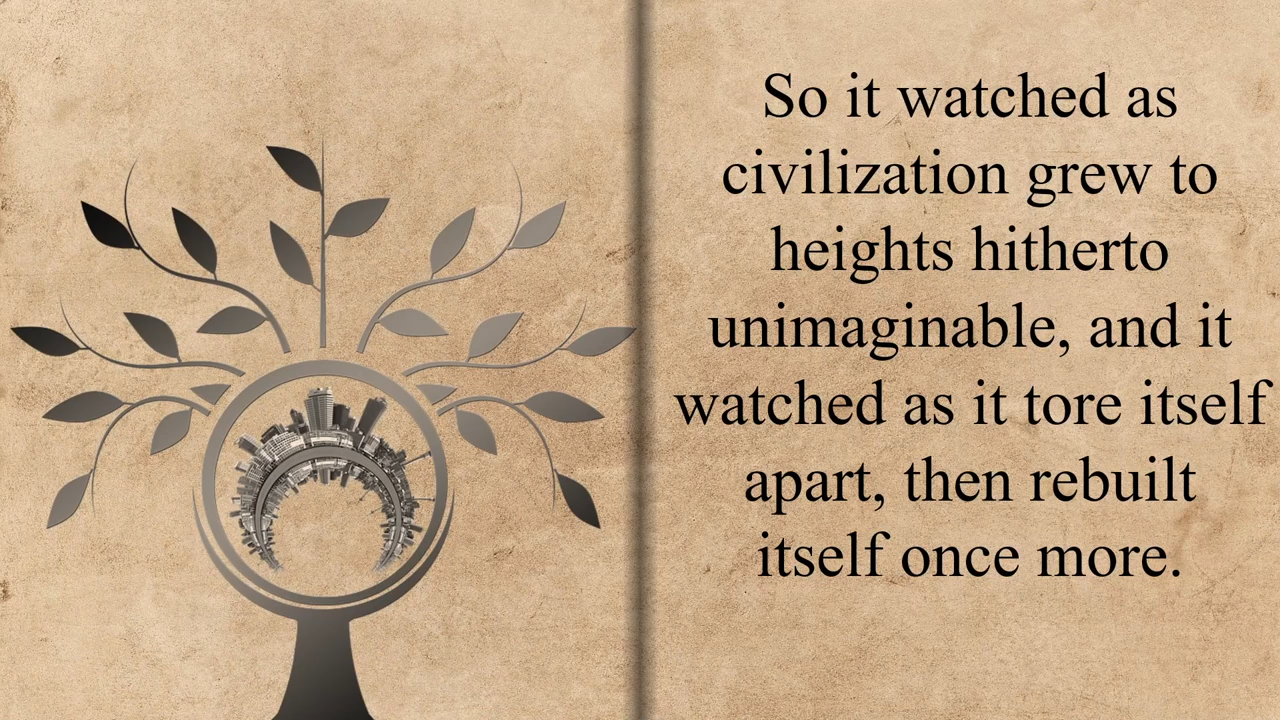 So it watched as
civilization grew to
heights hitherto
unimaginable, and it
watched as it tore itself
apart, then rebuilt
itself once more.